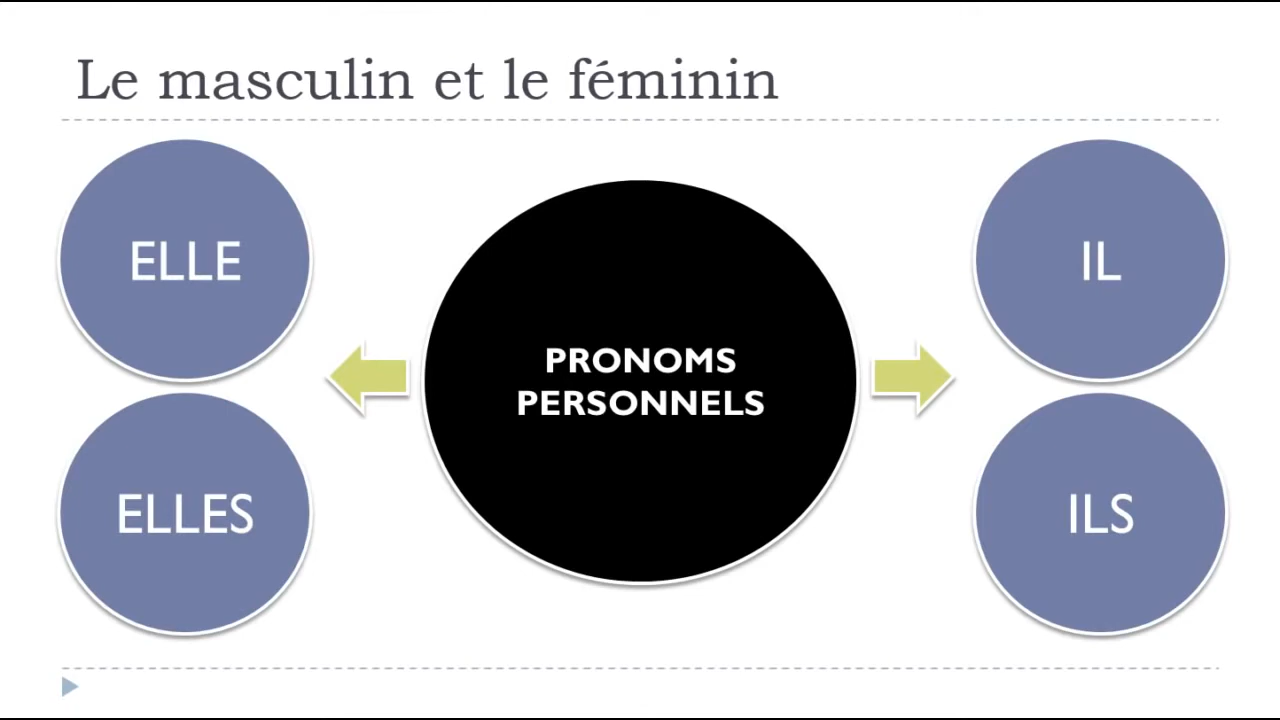 Le masculin et le féminin
ELLE
ELLES
PRONOMS
PERSONNELS
IL
ILS